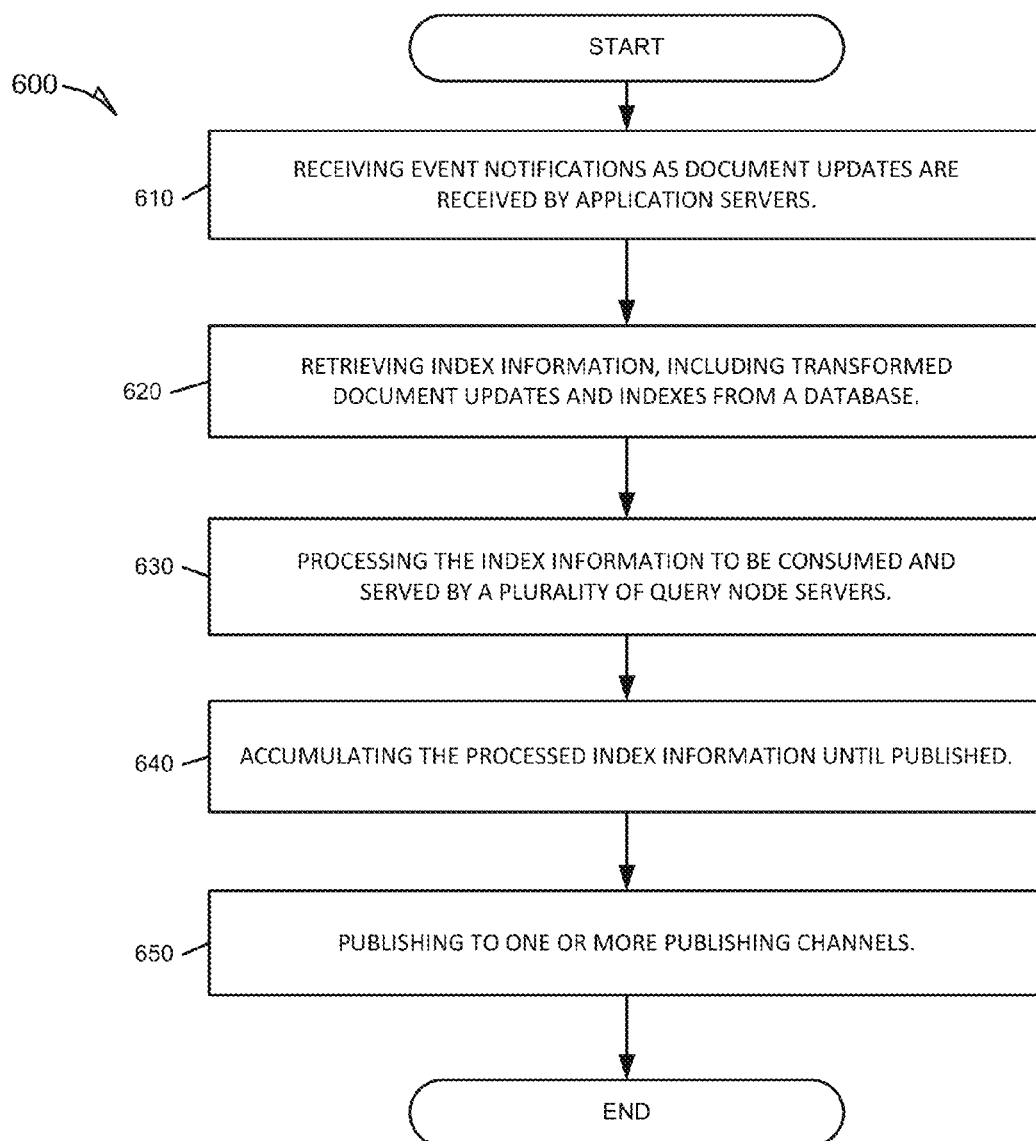 START
600
RECEIVING EVENT NOTIFICATIONS AS DOCUMENT UPDATES ARE
RECEIVED BY APPLICATION SERVERS.
610
RETRIEVING INDEX INFORMATION, INCLUDING TRANSFORMED
DOCUMENT UPDATES AND INDEXES FROM A DATABASE.
620
PROCESSING THE INDEX INFORMATION TO BE CONSUMED AND
SERVED BY A PLURALITY OF QUERY NODE SERVERS.
630
ACCUMULATING THE PROCESSED INDEX INFORMATION UNTIL PUBLISHED.
640
PUBLISHING TO ONE OR MORE PUBLISHING CHANNELS.
650
END